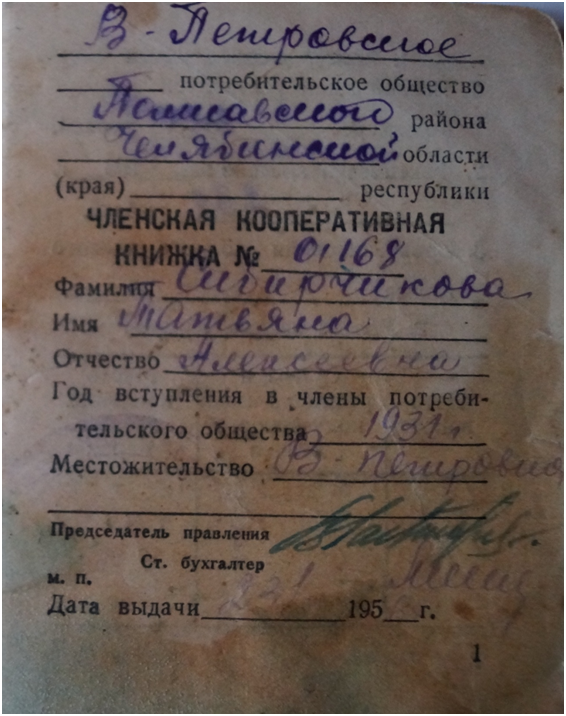 В - Петровское
потребительское общество
района
Челябинской области
(края) республики
ЧЛЕНСКАЯ КООПЕРАТИВНАЯ
КНИЖКА № 01168
Фамилия Сибирчикова
Имя Татьяна
Отчество Алексеевна
Год вступления в члены потреби-
тельского общества 1931 г.
Местожительство В - Петровка
Председатель правления
Ст. бухгалтер
м. п.
Дата выдачи 195 г.
1